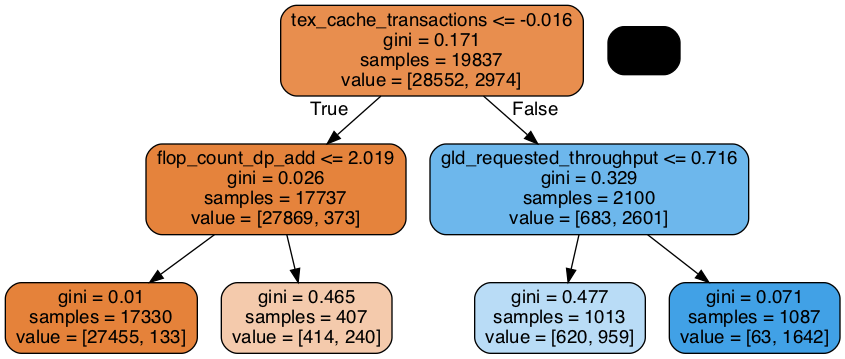 tex_cache_transactions <= -0.016
gini = 0.171
samples = 19837
value = [28552, 2974]
True
False
flop_count_dp_add <= 2.019
gini = 0.026
samples = 17737
value = [27869, 373]
gld_requested_throughput <= 0.716
gini = 0.329
samples = 2100
value = [683, 2601]
gini = 0.01
samples = 17330
value = [27455, 133]
gini = 0.465
samples = 407
value = [414, 240]
gini = 0.477
samples = 1013
value = [620, 959]
gini = 0.071
samples = 1087
value = [63, 1642]